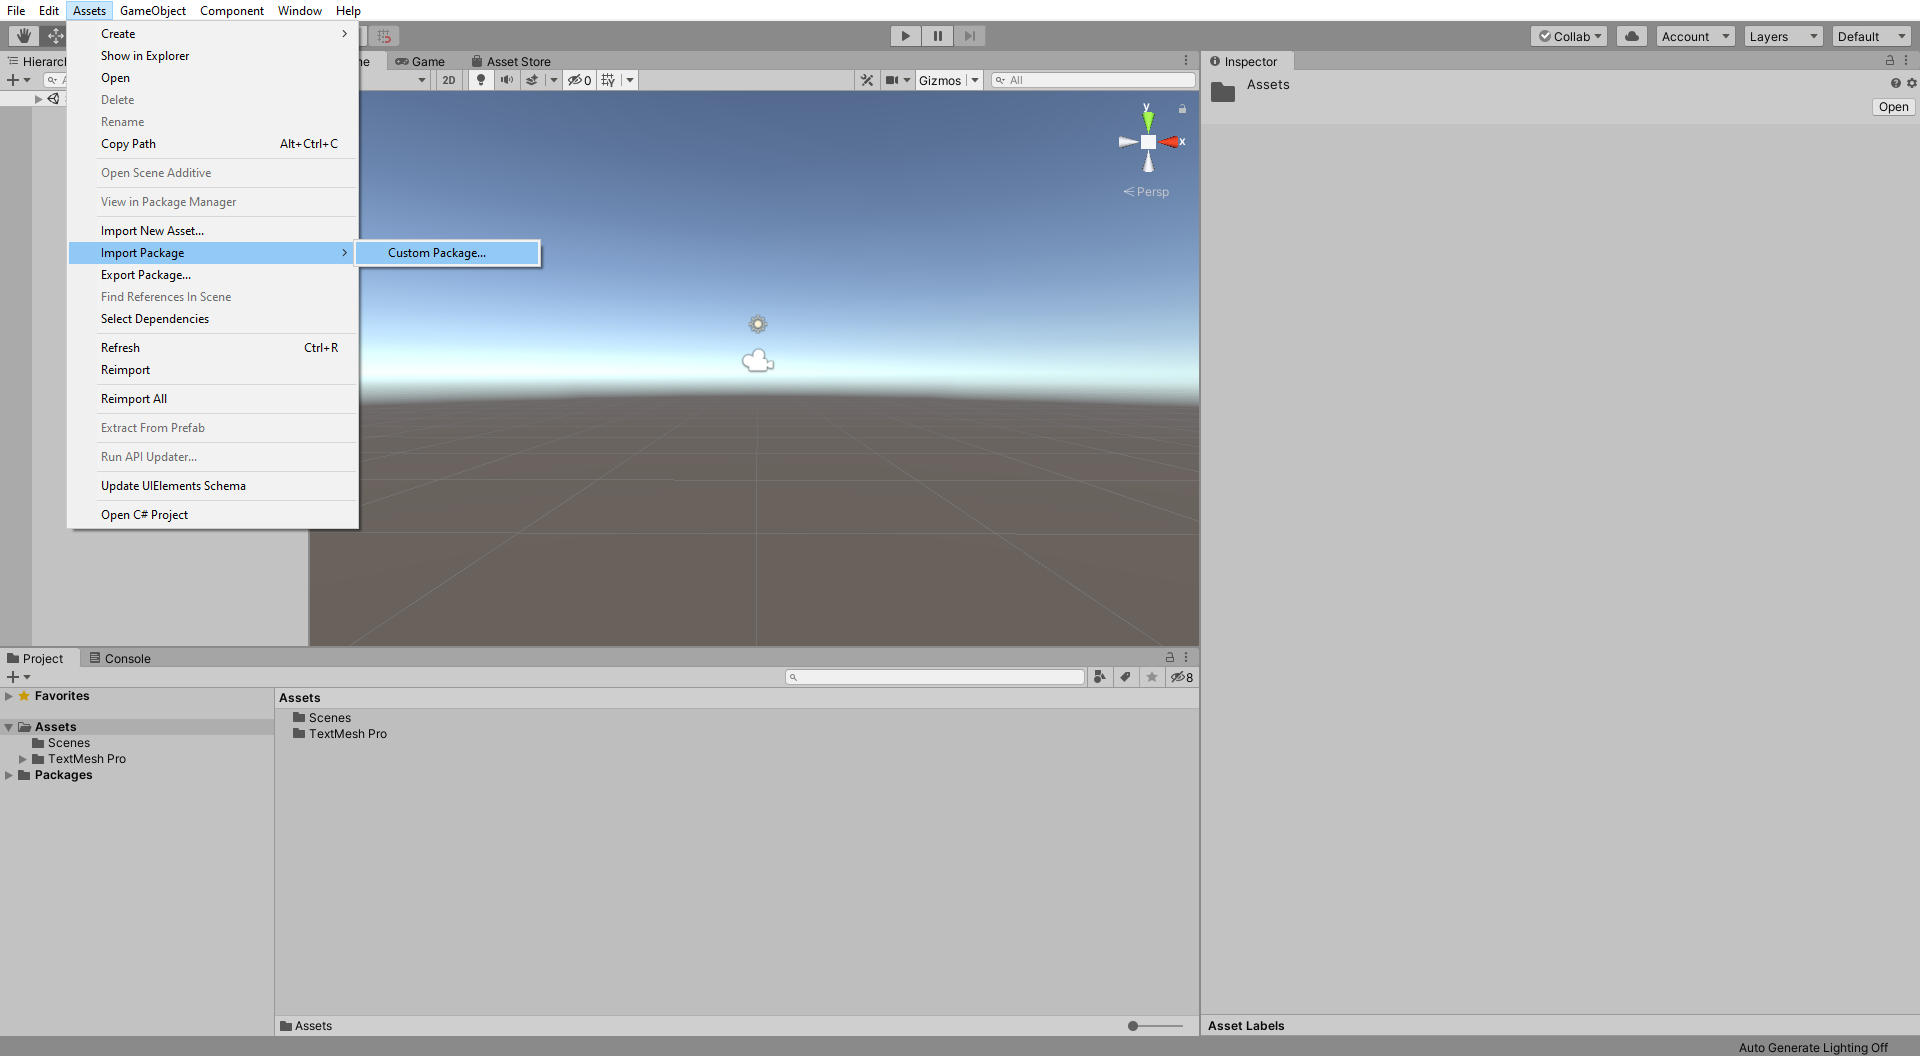 File Edit Assets GameObject Component Window Help
Collab Account Layers Default
Create
Show in Explorer
Open
Delete
Rename
Copy Path Alt+Ctrl+C
Open Scene Additive
View in Package Manager
Import New Asset...
Import Package
Custom Package...
Export Package...
Find References In Scene
Select Dependencies
Refresh Ctrl+R
Reimport
Reimport All
Extract From Prefab
Run API Updater...
Update UIElements Schema
Open C# Project
Game Asset Store
2D 0 Gizmos All
y
x
Persp
Inspector
Assets
Open
Project Console
8
Favorites
Assets
Scenes
TextMesh Pro
Packages
Assets
Scenes
TextMesh Pro
Assets
Asset Labels
Auto Generate Lighting Off